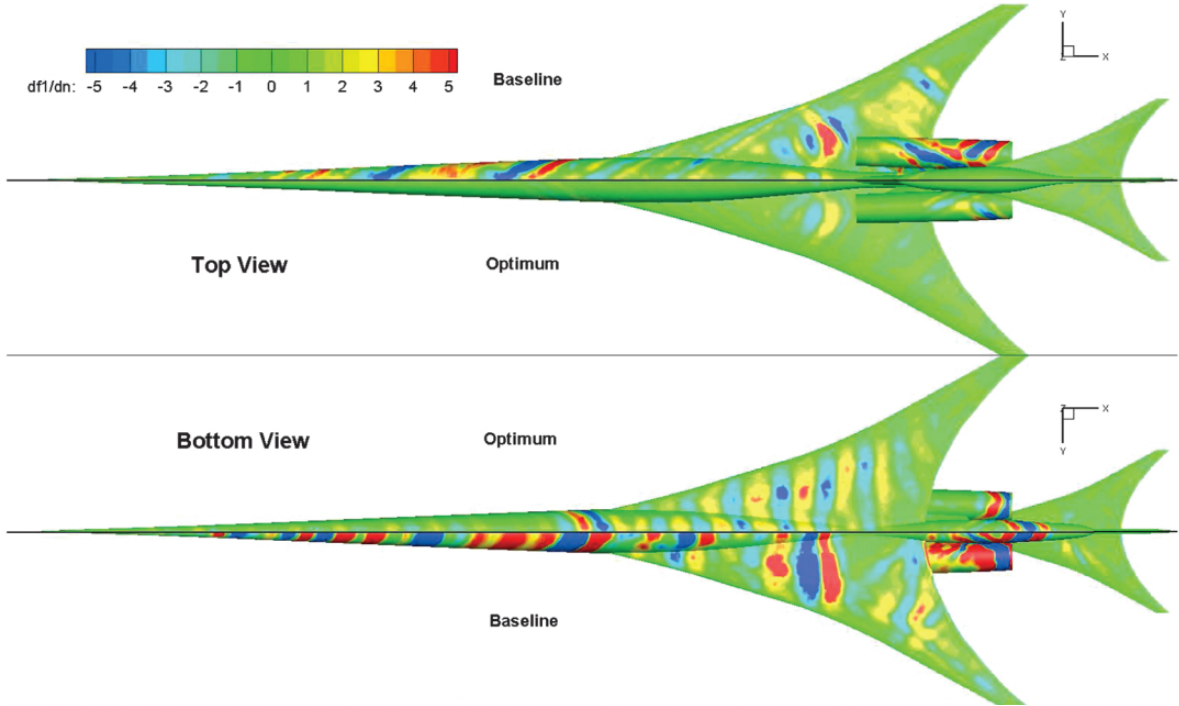 Y
X
Z
Baseline
df1/dn: -5 -4 -3 -2 -1 0 1 2 3 4 5
Top View
Optimum
Bottom View
Optimum
Z
X
Y
Baseline